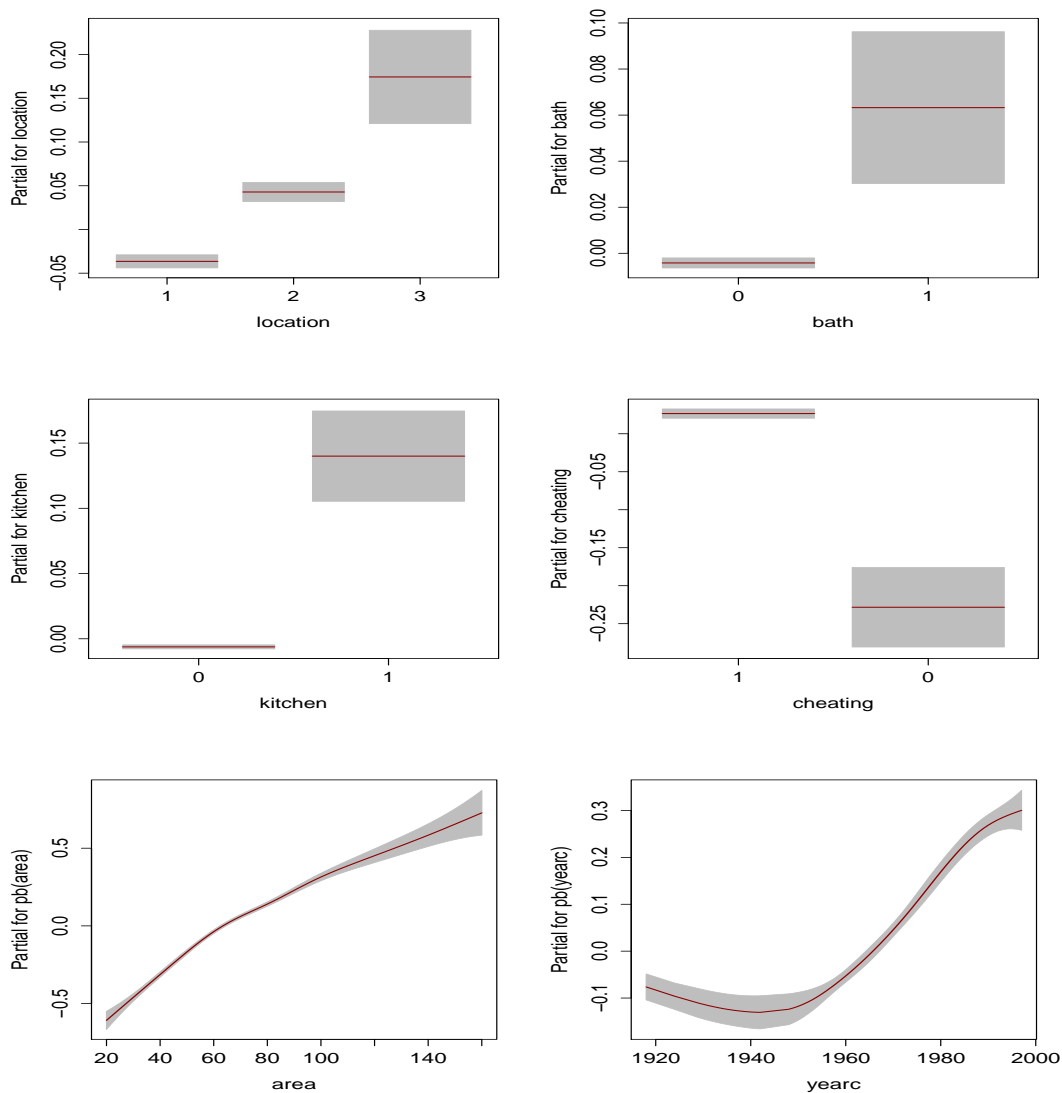 Partial for location
-0.05 0.05 0.10 0.15 0.20
1 2 3
location
Partial for bath
0.00 0.02 0.04 0.06 0.08 0.10
0 1
bath
Partial for kitchen
0.00 0.05 0.10 0.15
0 1
kitchen
Partial for cheating
-0.25 -0.15 -0.05
1 0
cheating
Partial for pb(area)
-0.5 0.0 0.5
20 40 60 80 100 140
area
Partial for pb(yearc)
-0.1 0.0 0.1 0.2 0.3
1920 1940 1960 1980 2000
yearc